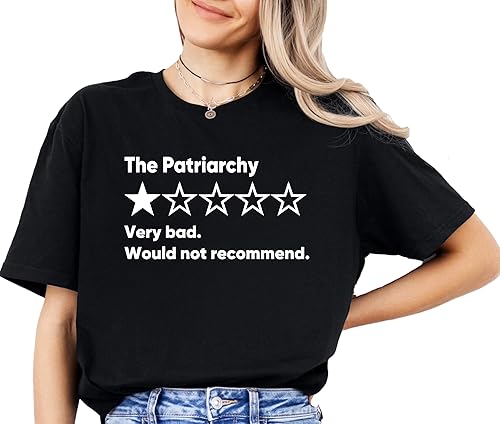 The Patriarchy
★☆☆☆☆
Very bad.
Would not recommend.